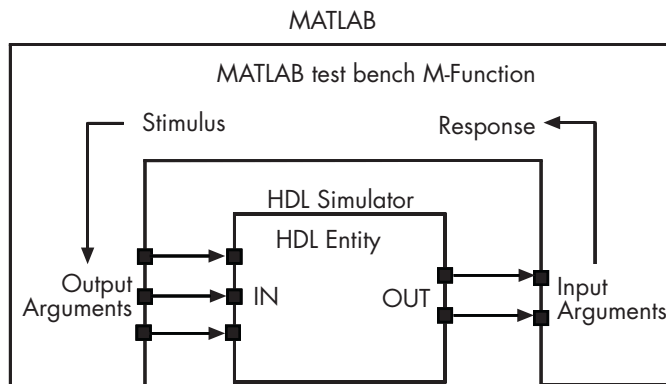 MATLAB
MATLAB test bench M-Function
Stimulus
Response
HDL Simulator
HDL Entity
Output
Arguments
IN
OUT
Input
Arguments